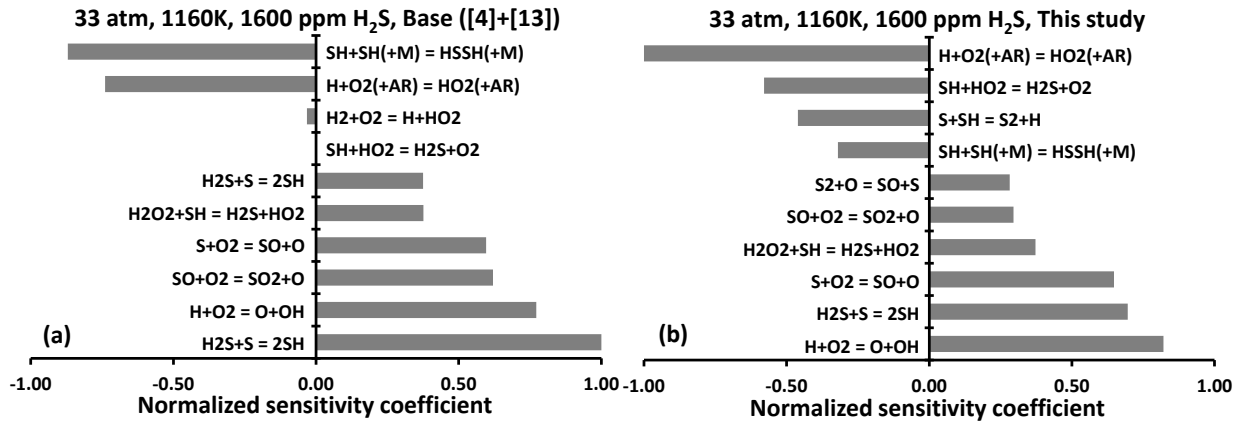 33 atm, 1160K, 1600 ppm H₂S, Base ([4]+[13])
SH+SH(+M) = HSSH(+M)
H+O2(+AR) = HO2(+AR)
H2+O2 = H+HO2
SH+HO2 = H2S+O2
H2S+S = 2SH
H2O2+SH = H2S+HO2
S+O2 = SO+O
SO+O2 = SO2+O
H+O2 = O+OH
H2S+S = 2SH
(a)
-1.00 -0.50 0.00 0.50 1.00
Normalized sensitivity coefficient
33 atm, 1160K, 1600 ppm H₂S, This study
H+O2(+AR) = HO2(+AR)
SH+HO2 = H2S+O2
S+SH = S2+H
SH+SH(+M) = HSSH(+M)
S2+O = SO+S
SO+O2 = SO2+O
H2O2+SH = H2S+HO2
S+O2 = SO+O
H2S+S = 2SH
H+O2 = O+OH
(b)
-1.00 -0.50 0.00 0.50 1.00
Normalized sensitivity coefficient